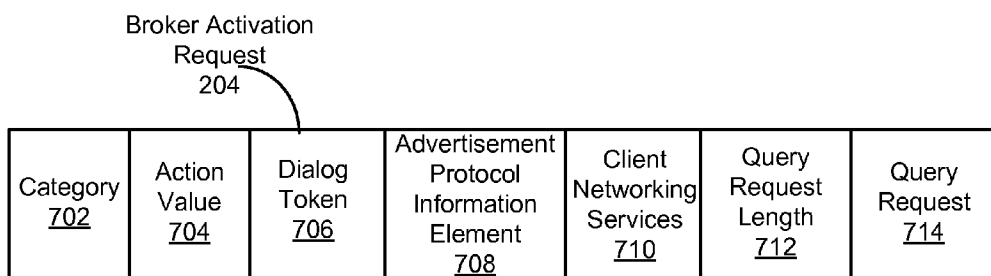 Broker Activation
Request
204
Category
702
Action
Value
704
Dialog
Token
706
Advertisement
Protocol
Information
Element
708
Client
Networking
Services
710
Query
Request
Length
712
Query
Request
714